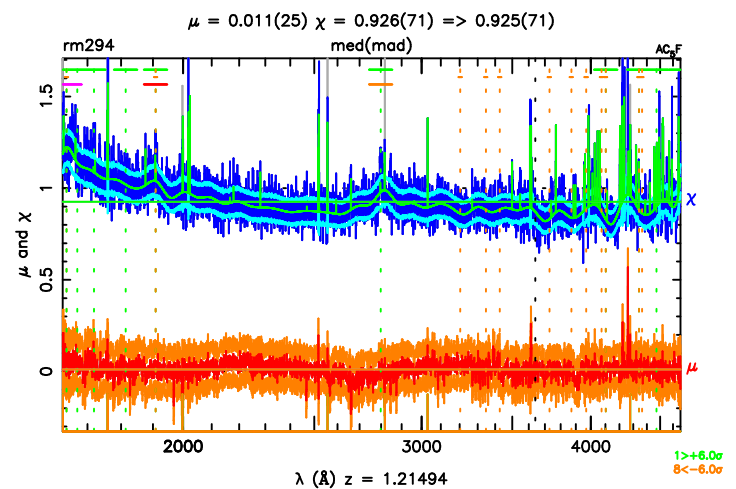 μ = 0.011(25) χ = 0.926(71) => 0.925(71)
rm294 med(mad) AC₅F
1.5
1
χ
μ and χ
0.5
0
μ
2000 3000 4000
1>+6.0σ
8<-6.0σ
λ (Å) z = 1.21494